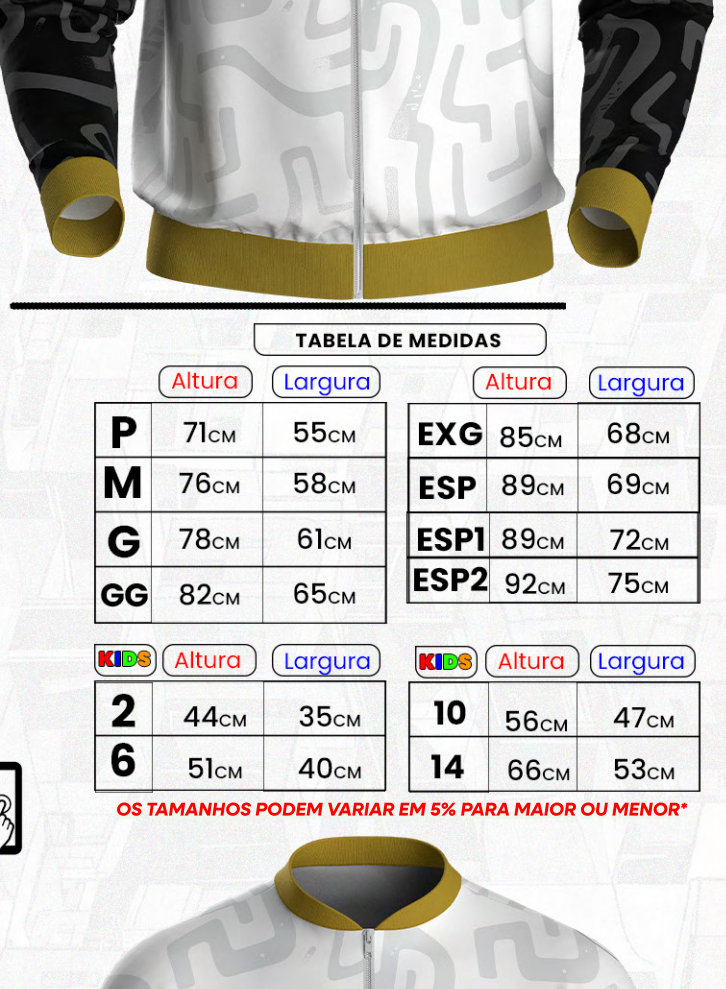 TABELA DE MEDIDAS
Altura Largura
P 71CM 55CM
M 76CM 58CM
G 78CM 61CM
GG 82CM 65CM
Altura Largura
EXG 85CM 68CM
ESP 89CM 69CM
ESP1 89CM 72CM
ESP2 92CM 75CM
KIDS Altura Largura
2 44CM 35CM
6 51CM 40CM
KIDS Altura Largura
10 56CM 47CM
14 66CM 53CM
OS TAMANHOS PODEM VARIAR EM 5% PARA MAIOR OU MENOR*